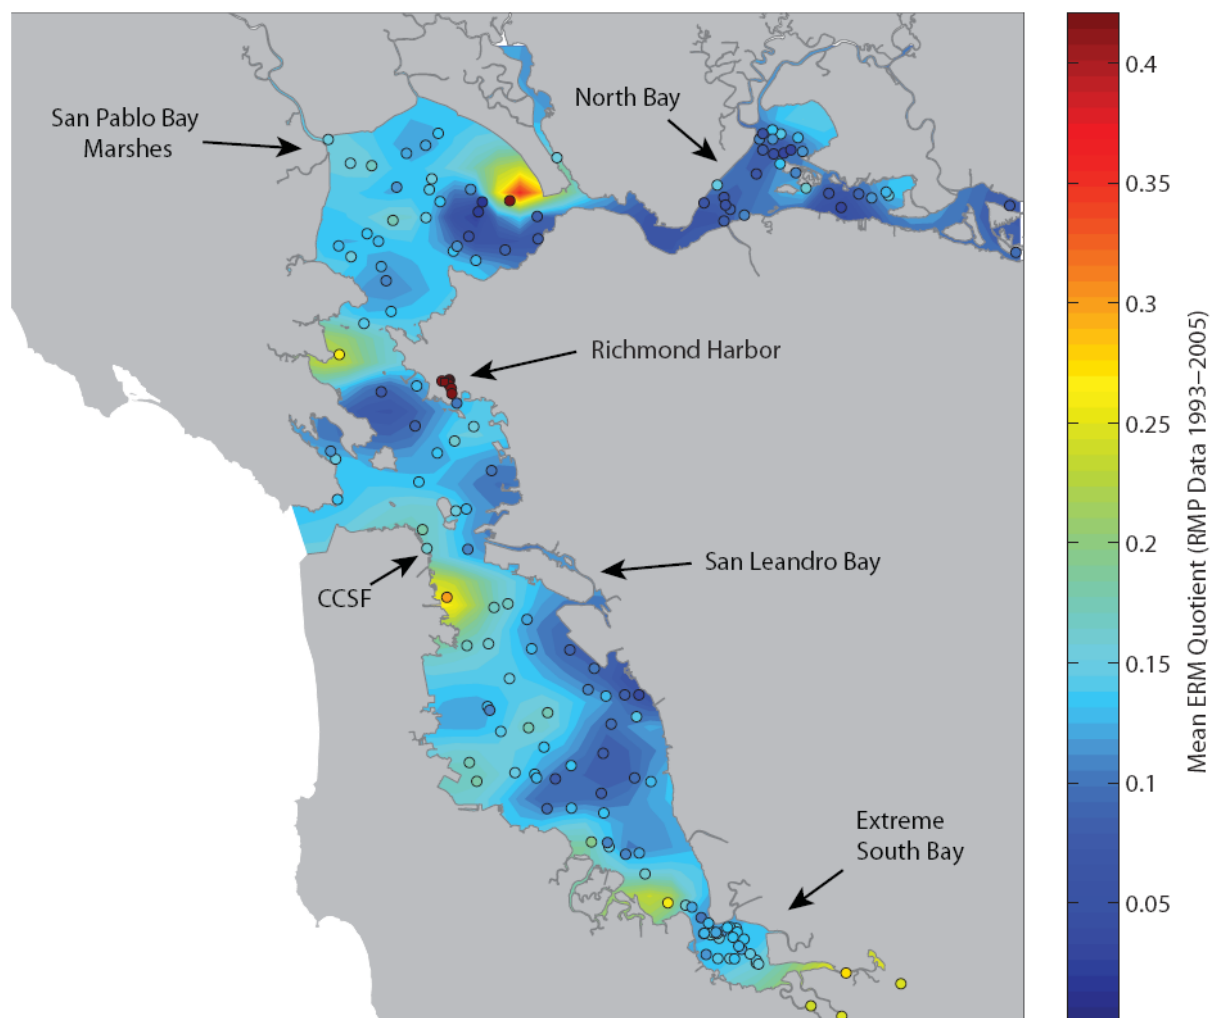 San Pablo Bay
Marshes
North Bay
Richmond Harbor
San Leandro Bay
CCSF
Extreme
South Bay
0.4
0.35
0.3
0.25
0.2
0.15
0.1
0.05
Mean ERM Quotient (RMP Data 1993–2005)